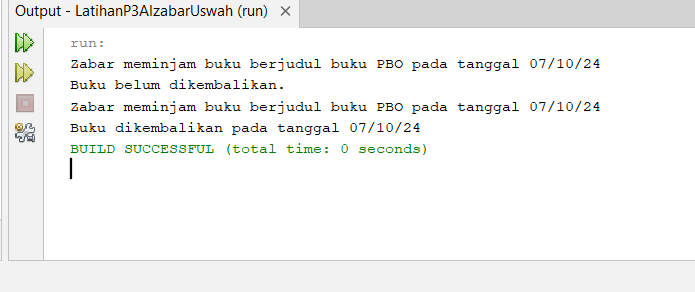 Output - LatihanP3AlzabarUswah (run)
run:
Zabar meminjam buku berjudul buku PBO pada tanggal 07/10/24
Buku belum dikembalikan.
Zabar meminjam buku berjudul buku PBO pada tanggal 07/10/24
Buku dikembalikan pada tanggal 07/10/24
BUILD SUCCESSFUL (total time: 0 seconds)